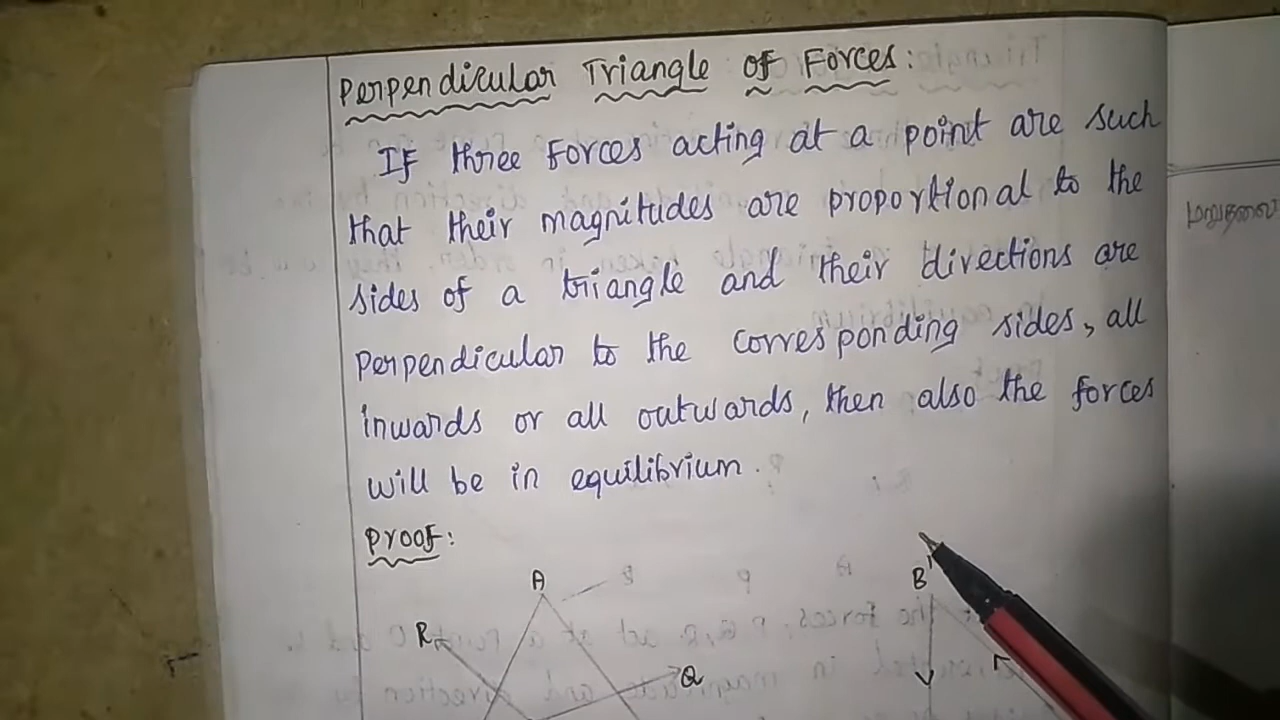 Perpendicular Triangle of Forces:
If three forces acting at a point are such
that their magnitudes are proportional to the
sides of a triangle and their directions are
perpendicular to the corresponding sides, all
inwards or all outwards, then also the forces
will be in equilibrium.
Proof:
A
B'
R
Q
மறுதலை